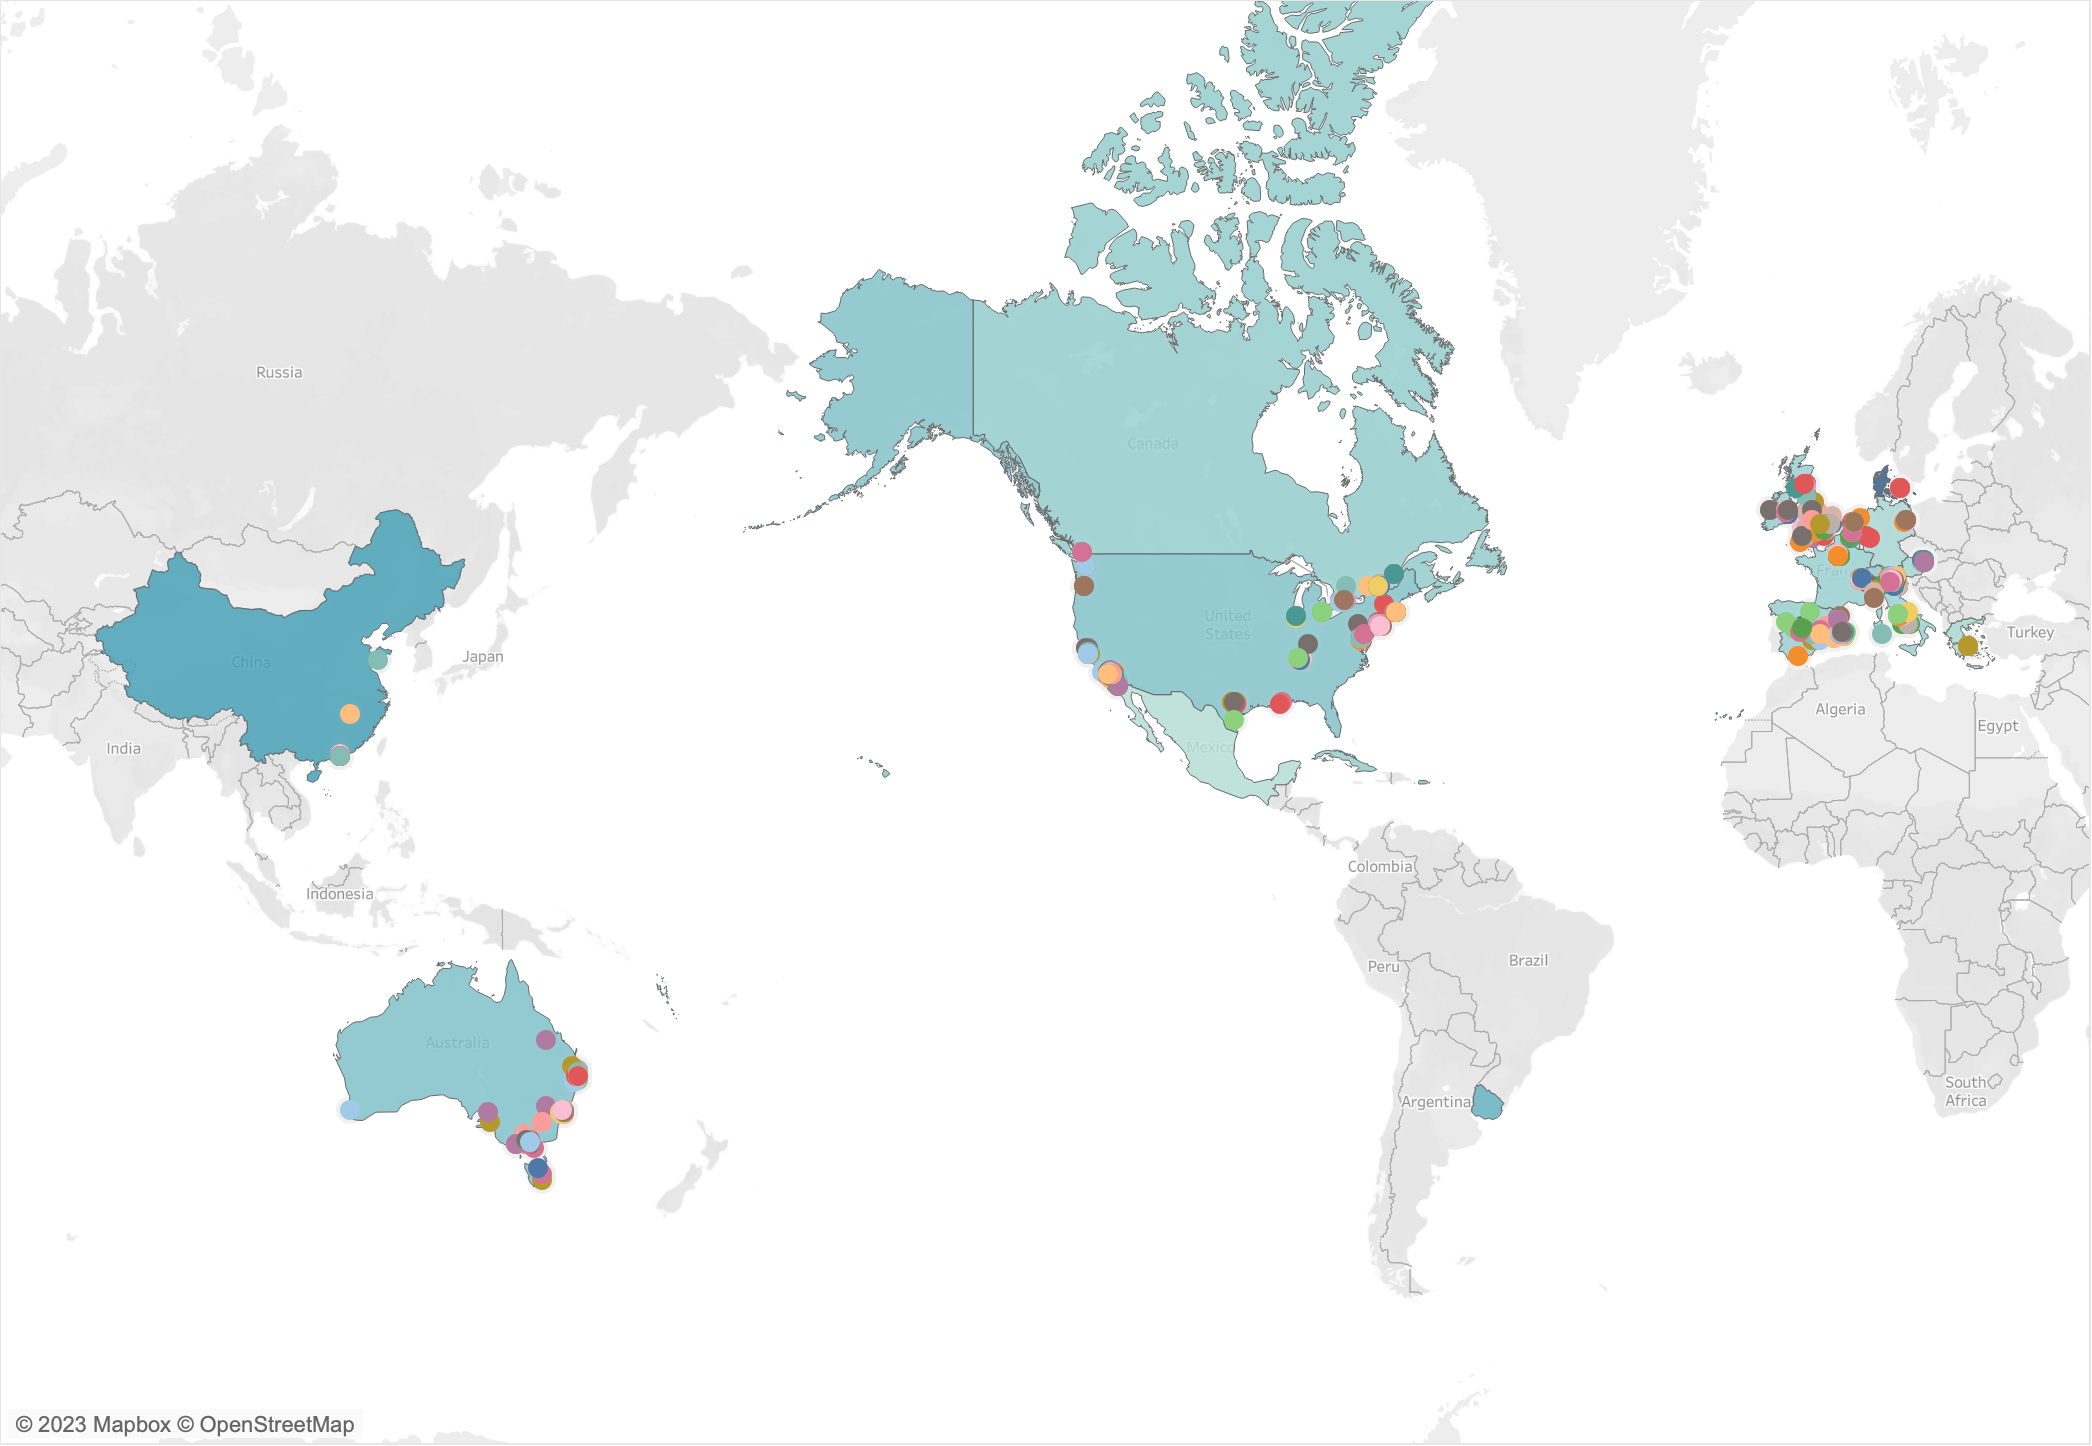 Russia
Canada
France
United
States
China
Japan
Turkey
India
Mexico
Algeria
Egypt
Indonesia
Colombia
Peru
Brazil
Australia
Argentina
South
Africa
© 2023 Mapbox © OpenStreetMap